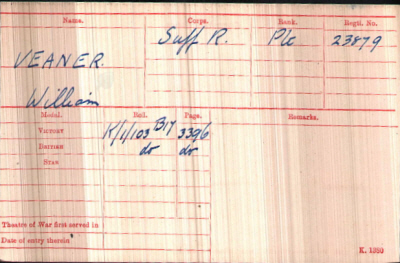 Name. Corps. Rank. Regtl. No.
VEANER. Suff R. Pte 23879
William
Medal. Roll. Page. Remarks.
VICTORY K/1/103 B17 3396
BRITISH do do
STAR
Theatre of War first served in
Date of entry therein
K. 1380